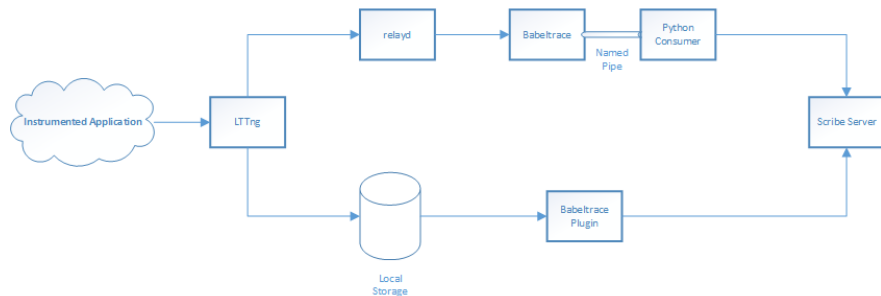 relayd
Babeltrace
Python
Consumer
Named
Pipe
Instrumented Application
LTTng
Scribe Server
Babeltrace
Plugin
Local
Storage